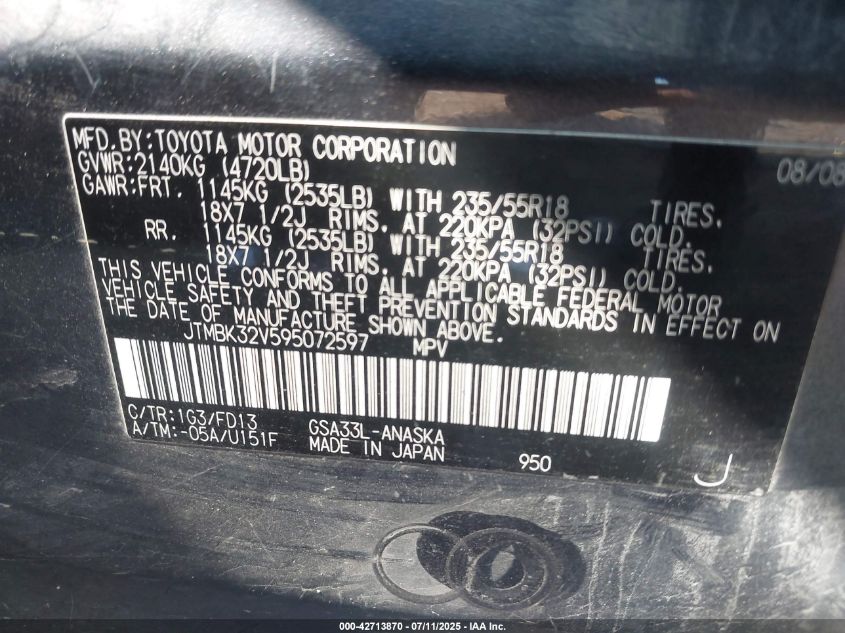 MFD.BY:TOYOTA MOTOR CORPORATION 08/08
GVWR:2140KG (4720LB)
GAWR:FRT. 1145KG (2535LB) WITH 235/55R18 TIRES,
18X7 1/2J RIMS, AT 220KPA (32PSI) COLD.
RR. 1145KG (2535LB) WITH 235/55R18 TIRES,
18X7 1/2J RIMS, AT 220KPA (32PSI) COLD.
THIS VEHICLE CONFORMS TO ALL APPLICABLE FEDERAL MOTOR
VEHICLE SAFETY AND THEFT PREVENTION STANDARDS IN EFFECT ON
THE DATE OF MANUFACTURE SHOWN ABOVE.
JTMBK32V595072597 MPV
C/TR:1G3/FD13 GSA33L-ANASKA
A/TM:-05A/U151F MADE IN JAPAN 950
J
000-42713870 - 07/11/2025 - IAA Inc.